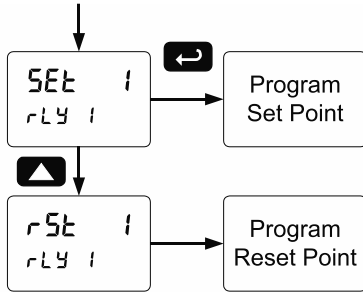 SEt 1
rLY 1
Program
Set Point
rSt 1
rLY 1
Program
Reset Point